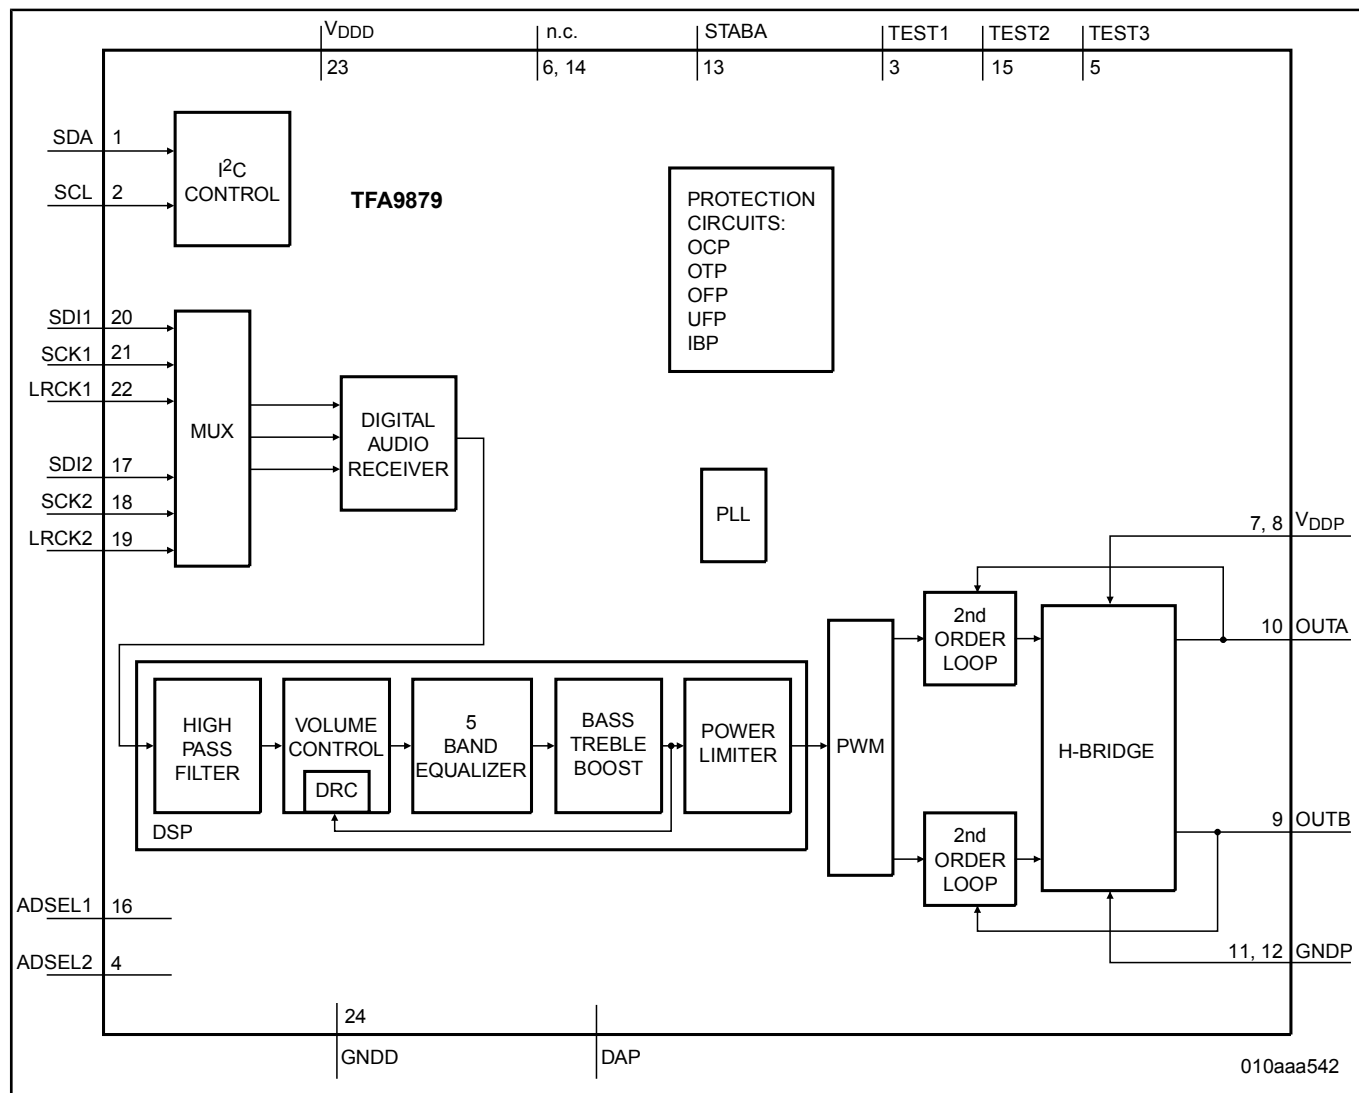 VDDD n.c. STABA TEST1 TEST2 TEST3
23 6, 14 13 3 15 5
SDA 1
SCL 2
I2C
CONTROL
TFA9879
PROTECTION
CIRCUITS:
OCP
OTP
OFP
UFP
IBP
SDI1 20
SCK1 21
LRCK1 22
SDI2 17
SCK2 18
LRCK2 19
MUX
DIGITAL
AUDIO
RECEIVER
PLL
7, 8 VDDP
10 OUTA
9 OUTB
11, 12 GNDP
HIGH
PASS
FILTER
VOLUME
CONTROL
DRC
5
BAND
EQUALIZER
BASS
TREBLE
BOOST
POWER
LIMITER
DSP
PWM
2nd
ORDER
LOOP
2nd
ORDER
LOOP
H-BRIDGE
ADSEL1 16
ADSEL2 4
24
GNDD DAP
010aaa542